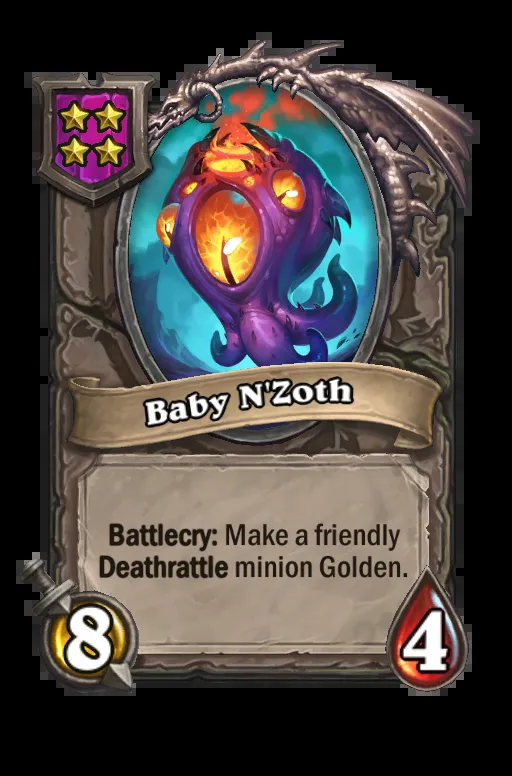 Baby N'Zoth
Battlecry: Make a friendly
Deathrattle minion Golden.
8
4